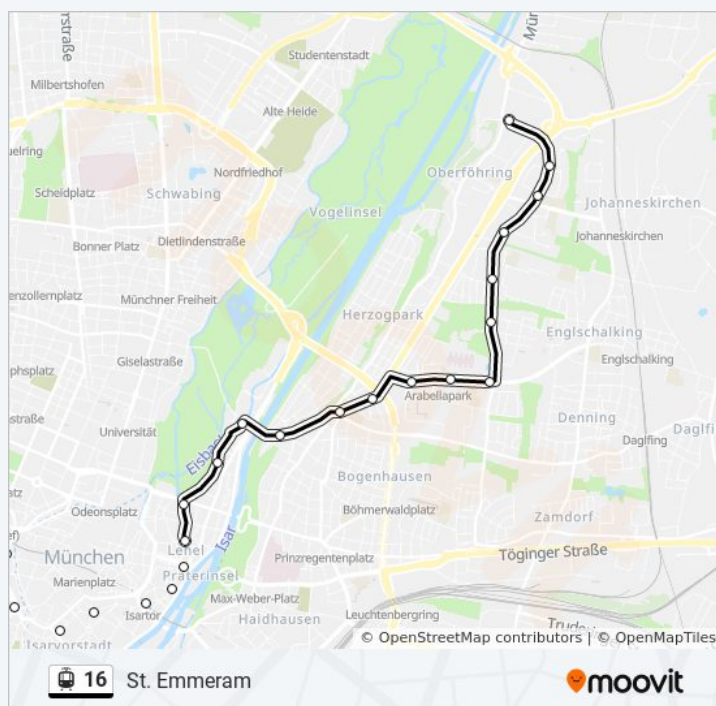 Studentenstadt
Milbertshofen
Alte Heide
Nordfriedhof
Oberföhring
Scheidplatz
Schwabing
Johanneskirchen
Vogelinsel
Dietlindenstraße
Johanneskirchen
Bonner Platz
Münchner Freiheit
Herzogpark
Englschalking
Giselastraße
Englschalking
Arabellapark
Denning
Universität
Daglfing
Bogenhausen
Odeonsplatz
Böhmerwaldplatz
Zamdorf
Isar
Lehel
München
Prinzregentenplatz
Töginger Straße
Praterinsel
Marienplatz
Max-Weber-Platz
Isartor
Haidhausen
Leuchtenbergring
Isarvorstadt
© OpenStreetMap contributors | © OpenMapTiles
16 St. Emmeram
moovit